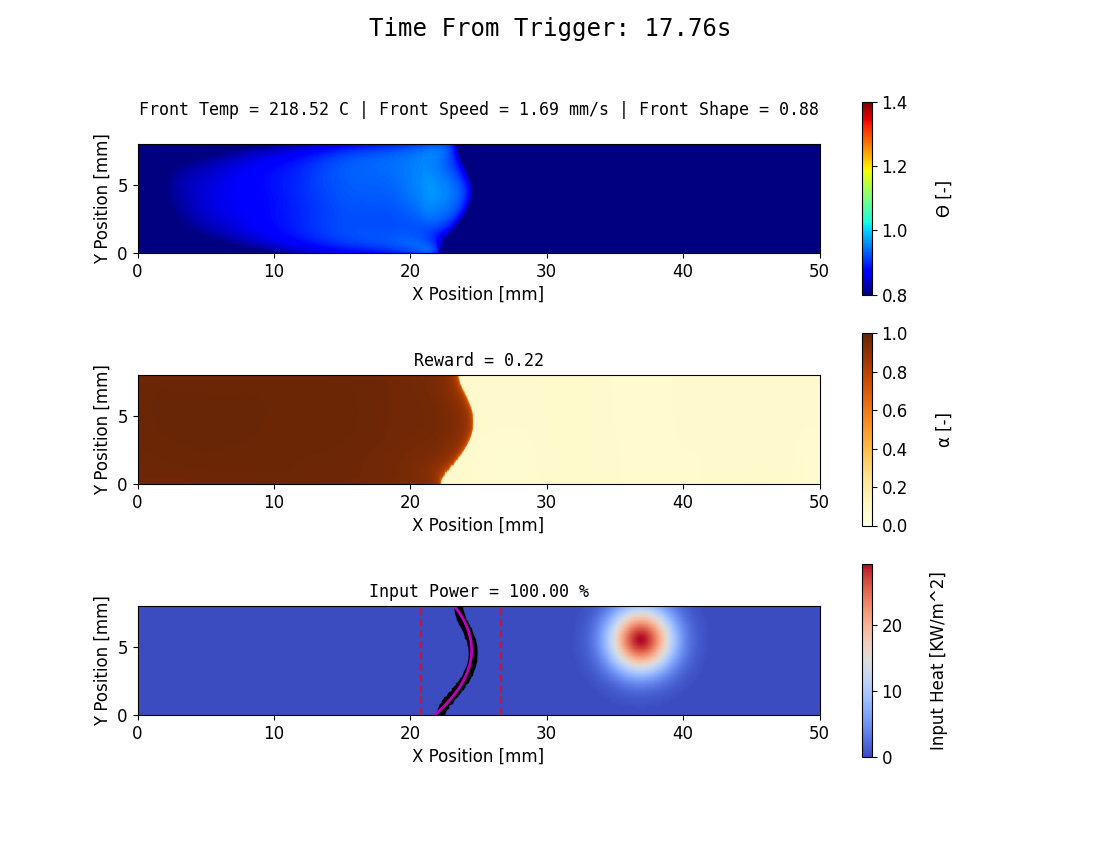 Time From Trigger: 17.76s
Front Temp = 218.52 C | Front Speed = 1.69 mm/s | Front Shape = 0.88
Y Position [mm]
5
0
0 10 20 30 40 50
X Position [mm]
1.4
1.2
1.0
0.8
Θ [-]
Reward = 0.22
Y Position [mm]
5
0
0 10 20 30 40 50
X Position [mm]
1.0
0.8
0.6
0.4
0.2
0.0
α [-]
Input Power = 100.00 %
Y Position [mm]
5
0
0 10 20 30 40 50
X Position [mm]
20
10
0
Input Heat [KW/m^2]